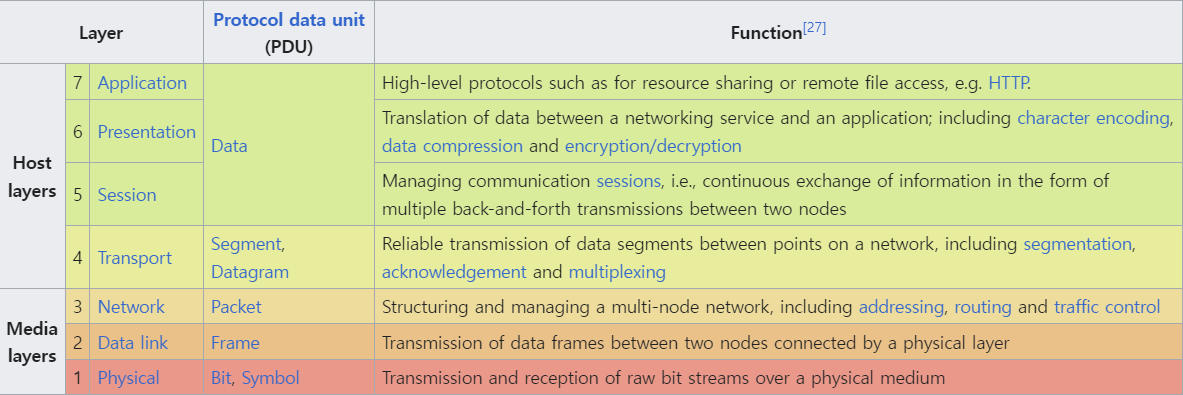 Layer
Protocol data unit
(PDU)
Function[27]
Host
layers
7 Application
Data
High-level protocols such as for resource sharing or remote file access, e.g. HTTP.
6 Presentation
Translation of data between a networking service and an application; including character encoding,
data compression and encryption/decryption
5 Session
Managing communication sessions, i.e., continuous exchange of information in the form of
multiple back-and-forth transmissions between two nodes
4 Transport
Segment,
Datagram
Reliable transmission of data segments between points on a network, including segmentation,
acknowledgement and multiplexing
Media
layers
3 Network
Packet
Structuring and managing a multi-node network, including addressing, routing and traffic control
2 Data link
Frame
Transmission of data frames between two nodes connected by a physical layer
1 Physical
Bit, Symbol
Transmission and reception of raw bit streams over a physical medium